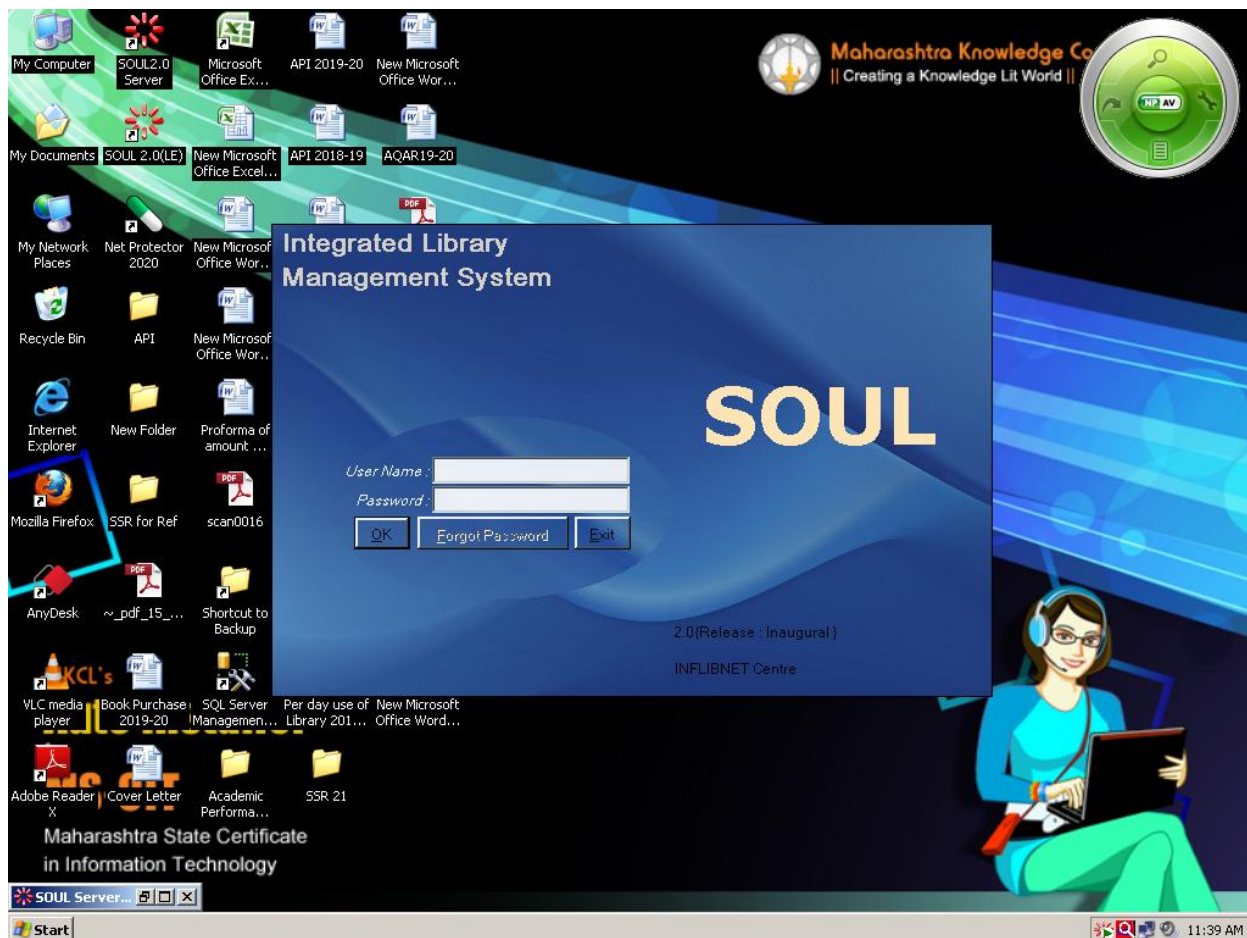 My Computer
SOUL2.0
Server
Microsoft
Office Ex...
API 2019-20
New Microsoft
Office Wor...
Maharashtra Knowledge Co
|| Creating a Knowledge Lit World ||
NP AV
My Documents
SOUL 2.0(LE)
New Microsoft
Office Excel...
API 2018-19
AQAR19-20
My Network
Places
Net Protector
2020
New Microsof
Office Wor..
Integrated Library
Management System
Recycle Bin
API
New Microsof
Office Wor..
SOUL
Internet
Explorer
New Folder
Proforma of
amount ...
User Name :
Password :
OK
Forgot Password
Exit
Mozilla Firefox
SSR for Ref
scan0016
AnyDesk
~_pdf_15_...
Shortcut to
Backup
2.0{Release : Inaugural}
INFLIBNET Centre
KCL's
VLC media
player
Book Purchase
2019-20
SQL Server
Managemen...
Per day use of
Library 201...
New Microsoft
Office Word...
Adobe Reader
X
Cover Letter
Academic
Performa...
SSR 21
Maharashtra State Certificate
in Information Technology
SOUL Server...
Start
11:39 AM